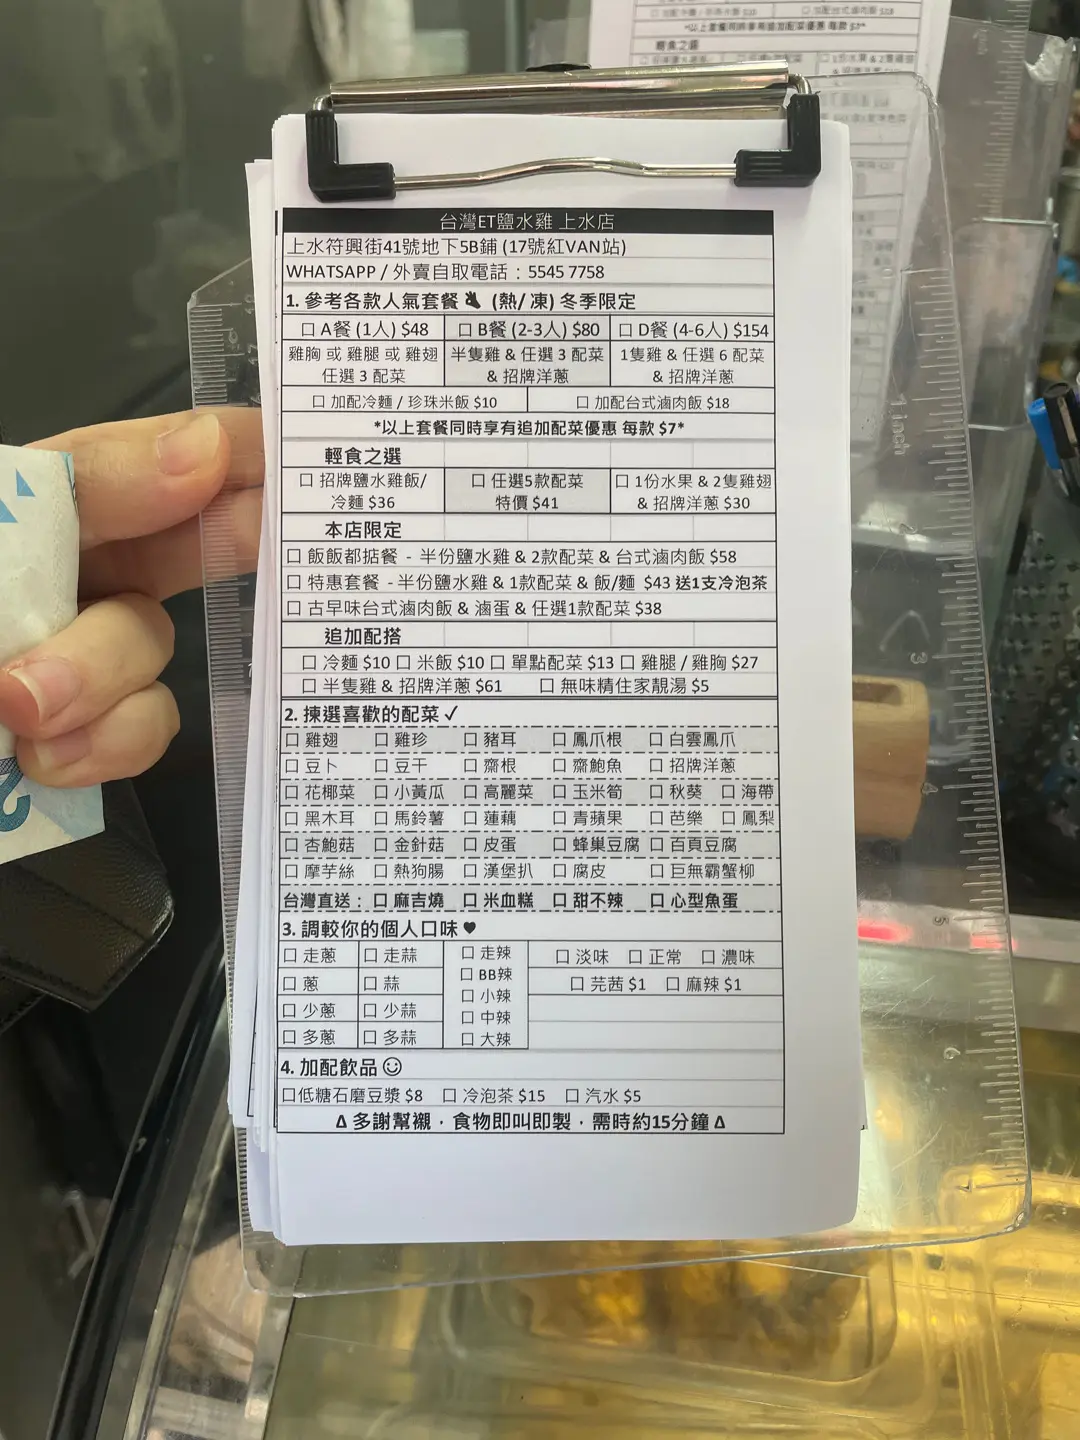 台灣ET鹽水雞 上水店
上水符興街41號地下5B鋪 (17號紅VAN站)
WHATSAPP / 外賣自取電話：5545 7758
1. 參考各款人氣套餐 (熱/ 凍) 冬季限定
☐ A餐 (1人) $48 ☐ B餐 (2-3人) $80 ☐ D餐 (4-6人) $154
雞胸 或 雞腿 或 雞翅 半隻雞 & 任選 3 配菜 1隻雞 & 任選 6 配菜
任選 3 配菜 & 招牌洋蔥 & 招牌洋蔥
☐ 加配冷麵 / 珍珠米飯 $10 ☐ 加配台式滷肉飯 $18
*以上套餐同時享有追加配菜優惠 每款 $7*
輕食之選
☐ 招牌鹽水雞飯/ ☐ 任選5款配菜 ☐ 1份水果 & 2隻雞翅
冷麵 $36 特價 $41 & 招牌洋蔥 $30
本店限定
☐ 飯飯都掂餐 - 半份鹽水雞 & 2款配菜 & 台式滷肉飯 $58
☐ 特惠套餐 - 半份鹽水雞 & 1款配菜 & 飯/麵 $43 送1支冷泡茶
☐ 古早味台式滷肉飯 & 滷蛋 & 任選1款配菜 $38
追加配搭
☐ 冷麵 $10 ☐ 米飯 $10 ☐ 單點配菜 $13 ☐ 雞腿 / 雞胸 $27
☐ 半隻雞 & 招牌洋蔥 $61 ☐ 無味精住家靚湯 $5
2. 揀選喜歡的配菜 ✓
☐ 雞翅 ☐ 雞珍 ☐ 豬耳 ☐ 鳳爪根 ☐ 白雲鳳爪
☐ 豆卜 ☐ 豆干 ☐ 齋根 ☐ 齋鮑魚 ☐ 招牌洋蔥
☐ 花椰菜 ☐ 小黃瓜 ☐ 高麗菜 ☐ 玉米筍 ☐ 秋葵 ☐ 海帶
☐ 黑木耳 ☐ 馬鈴薯 ☐ 蓮藕 ☐ 青蘋果 ☐ 芭樂 ☐ 鳳梨
☐ 杏鮑菇 ☐ 金針菇 ☐ 皮蛋 ☐ 蜂巢豆腐 ☐ 百頁豆腐
☐ 摩芋絲 ☐ 熱狗腸 ☐ 漢堡扒 ☐ 腐皮 ☐ 巨無霸蟹柳
台灣直送： ☐ 麻吉燒 ☐ 米血糕 ☐ 甜不辣 ☐ 心型魚蛋
3. 調較你的個人口味 ♥
☐ 走蔥 ☐ 走蒜 ☐ 走辣 ☐ 淡味 ☐ 正常 ☐ 濃味
☐ 蔥 ☐ 蒜 ☐ BB辣 ☐ 芫茜 $1 ☐ 麻辣 $1
☐ 少蔥 ☐ 少蒜 ☐ 小辣
☐ 中辣
☐ 多蔥 ☐ 多蒜 ☐ 大辣
4. 加配飲品 ☺
☐低糖石磨豆漿 $8 ☐ 冷泡茶 $15 ☐ 汽水 $5
Δ 多謝幫襯，食物即叫即製，需時約15分鐘 Δ